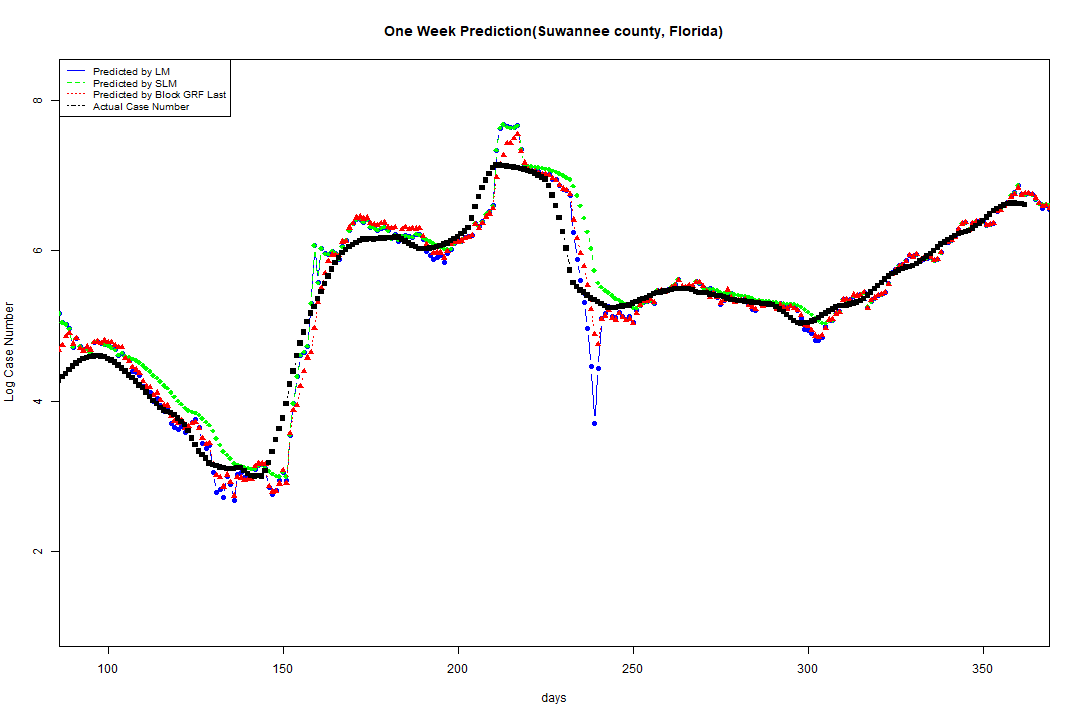 One Week Prediction(Suwannee county, Florida)
Predicted by LM
Predicted by SLM
Predicted by Block GRF Last
Actual Case Number
8
6
4
2
Log Case Number
100 150 200 250 300 350
days